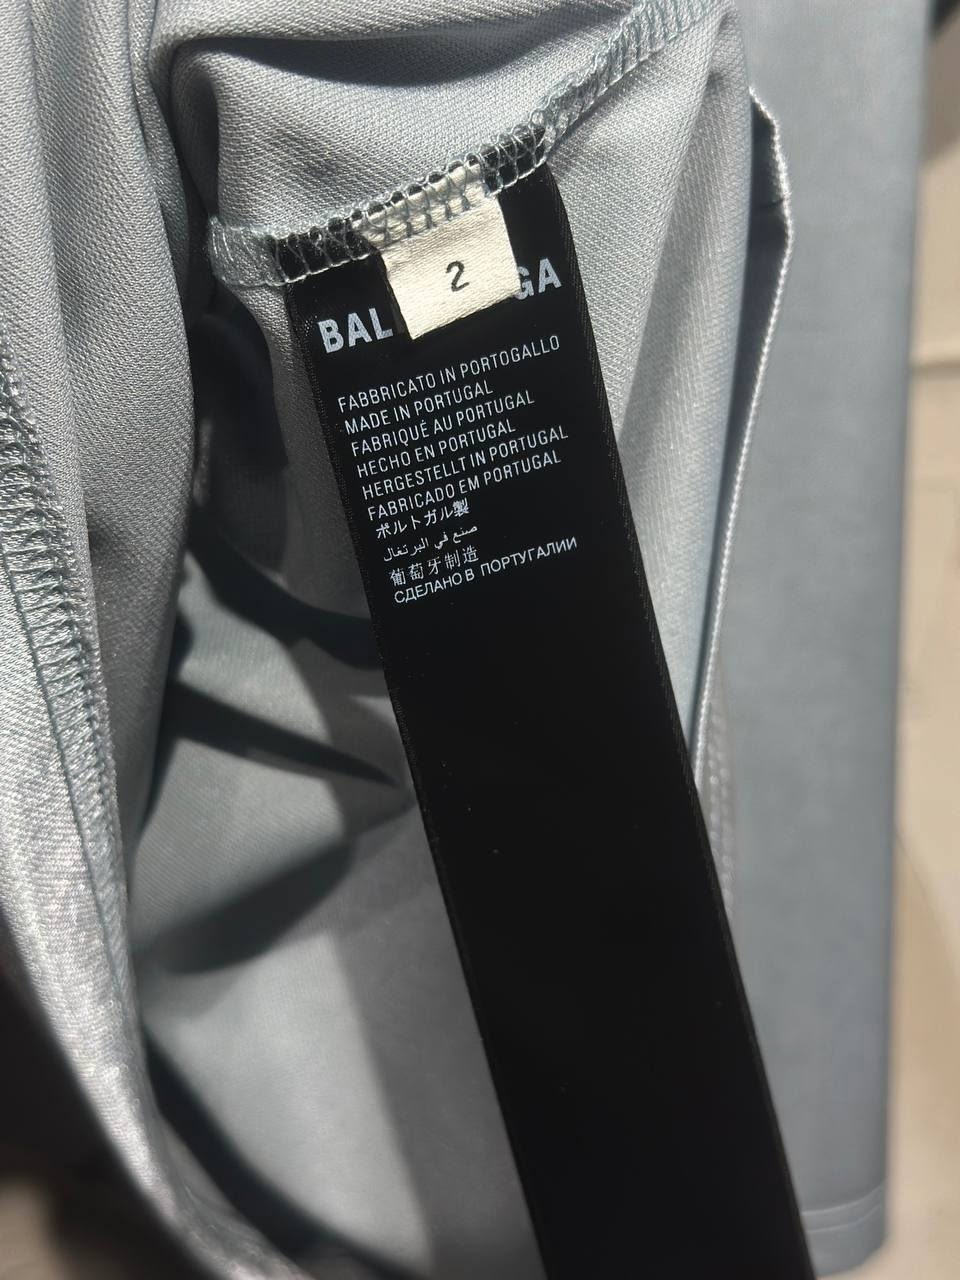 2
BAL GA
FABBRICATO IN PORTOGALLO
MADE IN PORTUGAL
FABRIQUÉ AU PORTUGAL
HECHO EN PORTUGAL
HERGESTELLT IN PORTUGAL
FABRICADO EM PORTUGAL
ポルトガル製
صنع في البرتغال
葡萄牙制造
СДЕЛАНО В ПОРТУГАЛИИ